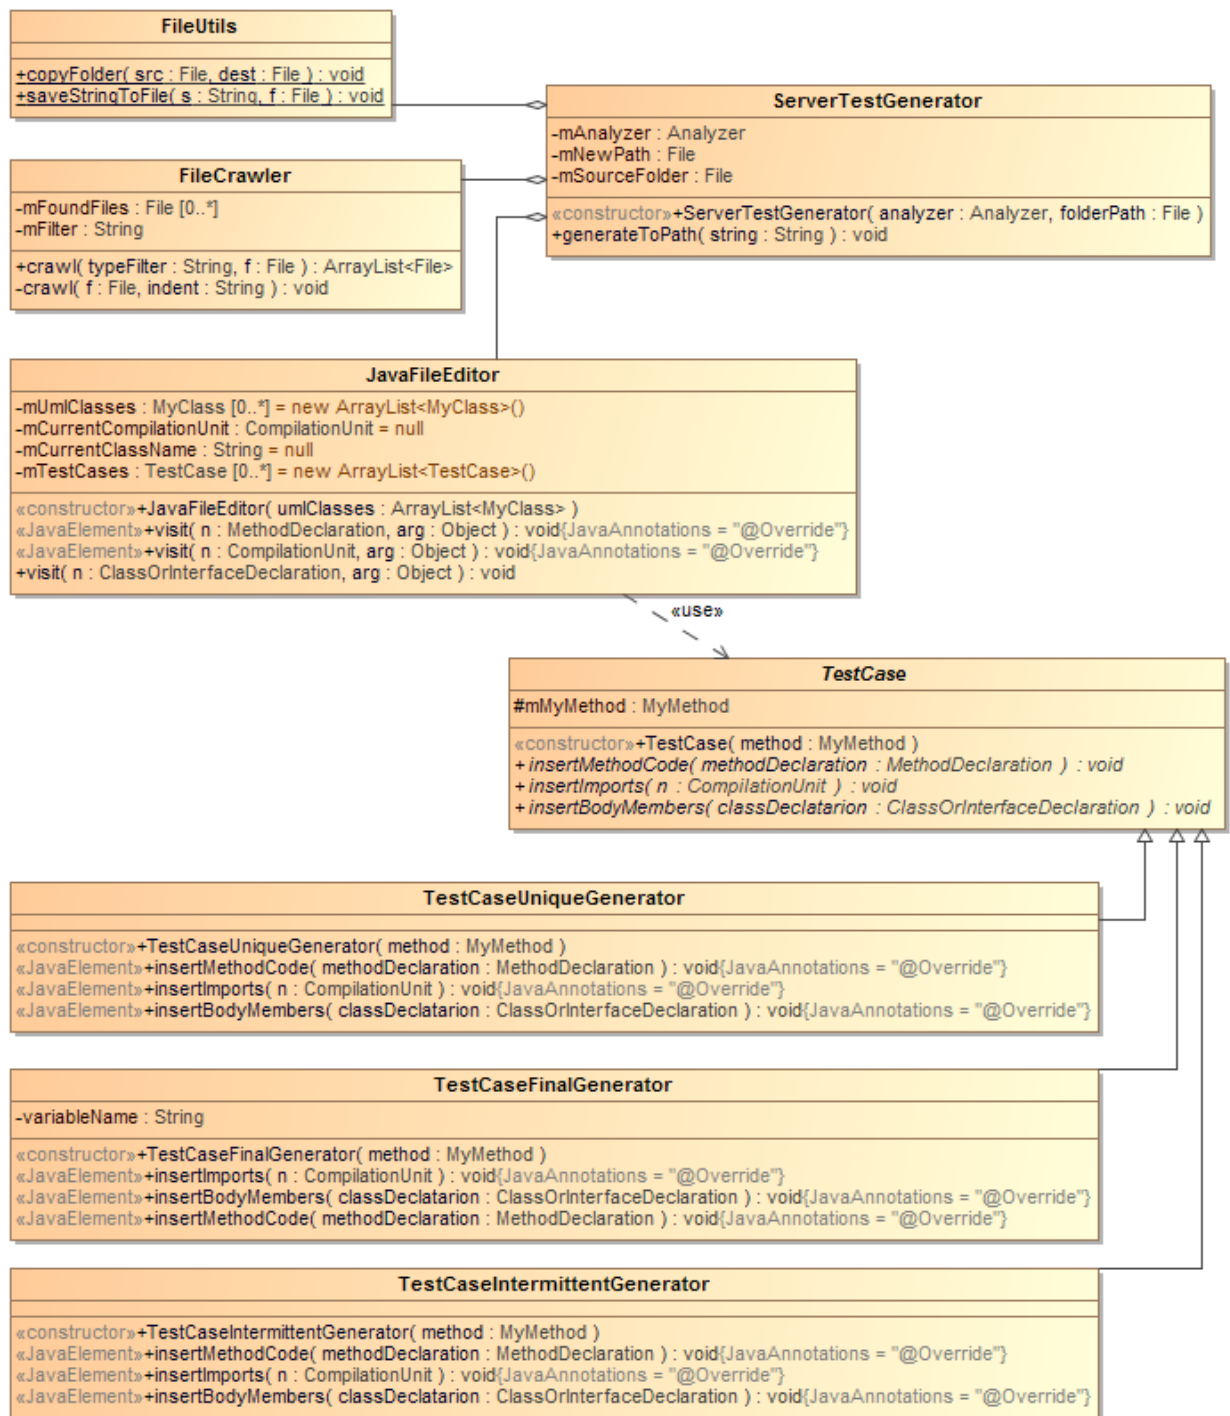 FileUtils
+copyFolder( src : File, dest : File ) : void
+saveStringToFile( s : String, f : File ) : void
ServerTestGenerator
-mAnalyzer : Analyzer
-mNewPath : File
-mSourceFolder : File
«constructor»+ServerTestGenerator( analyzer : Analyzer, folderPath : File )
+generateToPath( string : String ) : void
FileCrawler
-mFoundFiles : File [0..*]
-mFilter : String
+crawl( typeFilter : String, f : File ) : ArrayList<File>
-crawl( f : File, indent : String ) : void
JavaFileEditor
-mUmlClasses : MyClass [0..*] = new ArrayList<MyClass>()
-mCurrentCompilationUnit : CompilationUnit = null
-mCurrentClassName : String = null
-mTestCases : TestCase [0..*] = new ArrayList<TestCase>()
«constructor»+JavaFileEditor( umlClasses : ArrayList<MyClass> )
«JavaElement»+visit( n : MethodDeclaration, arg : Object ) : void{JavaAnnotations = "@Override"}
«JavaElement»+visit( n : CompilationUnit, arg : Object ) : void{JavaAnnotations = "@Override"}
+visit( n : ClassOrInterfaceDeclaration, arg : Object ) : void
«use»
TestCase
#mMyMethod : MyMethod
«constructor»+TestCase( method : MyMethod )
+insertMethodCode( methodDeclaration : MethodDeclaration ) : void
+insertImports( n : CompilationUnit ) : void
+insertBodyMembers( classDeclatarion : ClassOrInterfaceDeclaration ) : void
TestCaseUniqueGenerator
«constructor»+TestCaseUniqueGenerator( method : MyMethod )
«JavaElement»+insertMethodCode( methodDeclaration : MethodDeclaration ) : void{JavaAnnotations = "@Override"}
«JavaElement»+insertImports( n : CompilationUnit ) : void{JavaAnnotations = "@Override"}
«JavaElement»+insertBodyMembers( classDeclatarion : ClassOrInterfaceDeclaration ) : void{JavaAnnotations = "@Override"}
TestCaseFinalGenerator
-variableName : String
«constructor»+TestCaseFinalGenerator( method : MyMethod )
«JavaElement»+insertImports( n : CompilationUnit ) : void{JavaAnnotations = "@Override"}
«JavaElement»+insertBodyMembers( classDeclatarion : ClassOrInterfaceDeclaration ) : void{JavaAnnotations = "@Override"}
«JavaElement»+insertMethodCode( methodDeclaration : MethodDeclaration ) : void{JavaAnnotations = "@Override"}
TestCaseIntermittentGenerator
«constructor»+TestCaseIntermittentGenerator( method : MyMethod )
«JavaElement»+insertMethodCode( methodDeclaration : MethodDeclaration ) : void{JavaAnnotations = "@Override"}
«JavaElement»+insertImports( n : CompilationUnit ) : void{JavaAnnotations = "@Override"}
«JavaElement»+insertBodyMembers( classDeclatarion : ClassOrInterfaceDeclaration ) : void{JavaAnnotations = "@Override"}